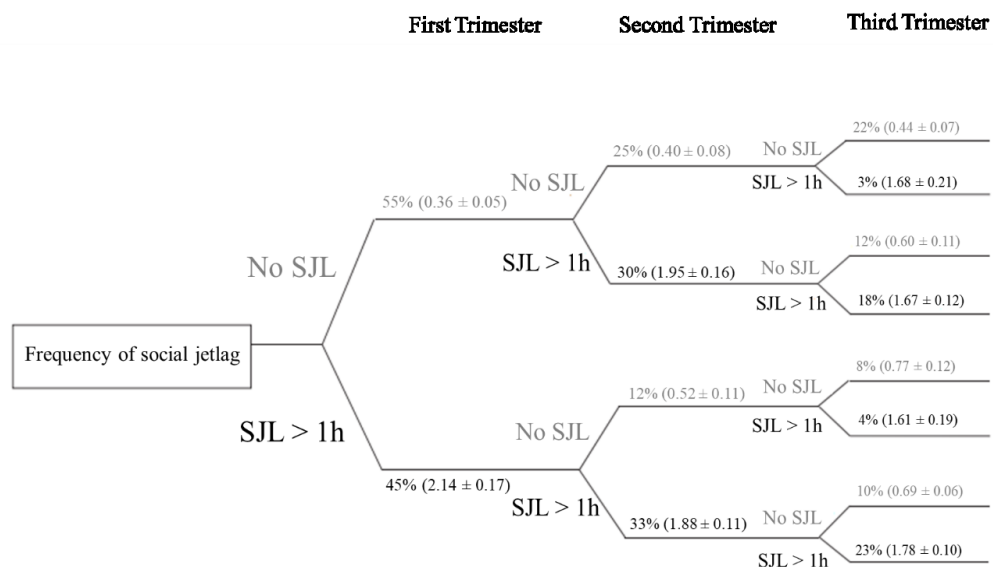 First Trimester Second Trimester Third Trimester
22% (0.44 ± 0.07)
No SJL
25% (0.40 ± 0.08)
SJL > 1h
3% (1.68 ± 0.21)
No SJL
55% (0.36 ± 0.05)
12% (0.60 ± 0.11)
SJL > 1h
No SJL
30% (1.95 ± 0.16)
No SJL
SJL > 1h
18% (1.67 ± 0.12)
Frequency of social jetlag
8% (0.77 ± 0.12)
No SJL
12% (0.52 ± 0.11)
SJL > 1h
4% (1.61 ± 0.19)
SJL > 1h
No SJL
45% (2.14 ± 0.17)
10% (0.69 ± 0.06)
SJL > 1h
No SJL
33% (1.88 ± 0.11)
23% (1.78 ± 0.10)
SJL > 1h